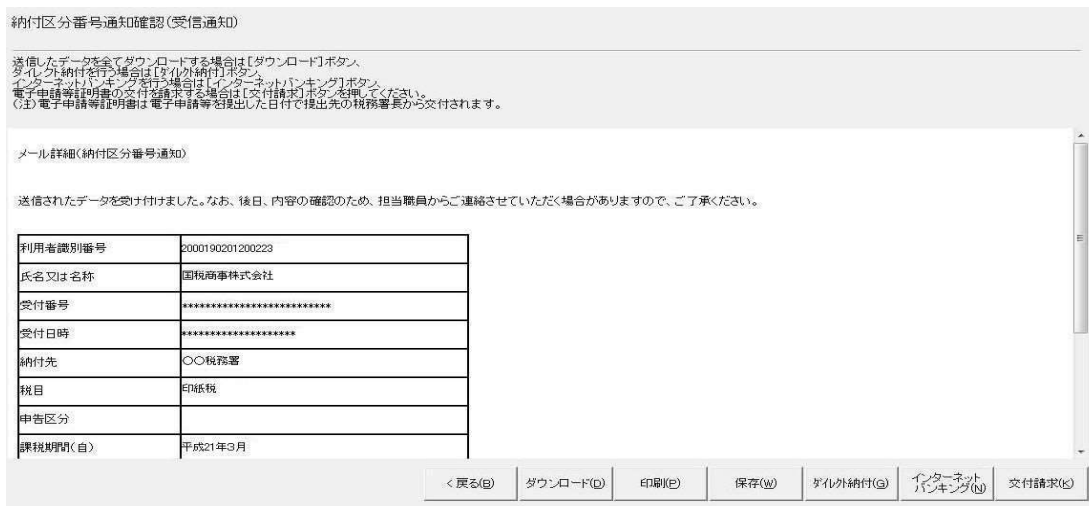 納付区分番号通知確認(受信通知)
送信したデータを全てダウンロードする場合は[ダウンロード]ボタン、
ダイレクト納付を行う場合は[ダイレクト納付]ボタン、
インターネットバンキングを行う場合は[インターネットバンキング]ボタン、
電子申請等証明書の交付を請求する場合は[交付請求]ボタンを押してください。
(注)電子申請等証明書は電子申請等を提出した日付で提出先の税務署長から交付されます。
メール詳細(納付区分番号通知)
送信されたデータを受け付けました。なお、後日、内容の確認のため、担当職員からご連絡させていただく場合がありますので、ご了承ください。
利用者識別番号 2000190201200223
氏名又は名称 国税商事株式会社
受付番号 **************************
受付日時 ********************
納付先 ○○税務署
税目 印紙税
申告区分
課税期間(自) 平成21年3月
<戻る(B) ダウンロード(D) 印刷(P) 保存(W) ダイレクト納付(G) インターネット
バンキング(N) 交付請求(K)